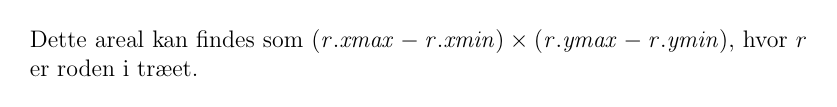 Dette areal kan findes som (r.xmax − r.xmin) × (r.ymax − r.ymin), hvor r
er roden i træet.